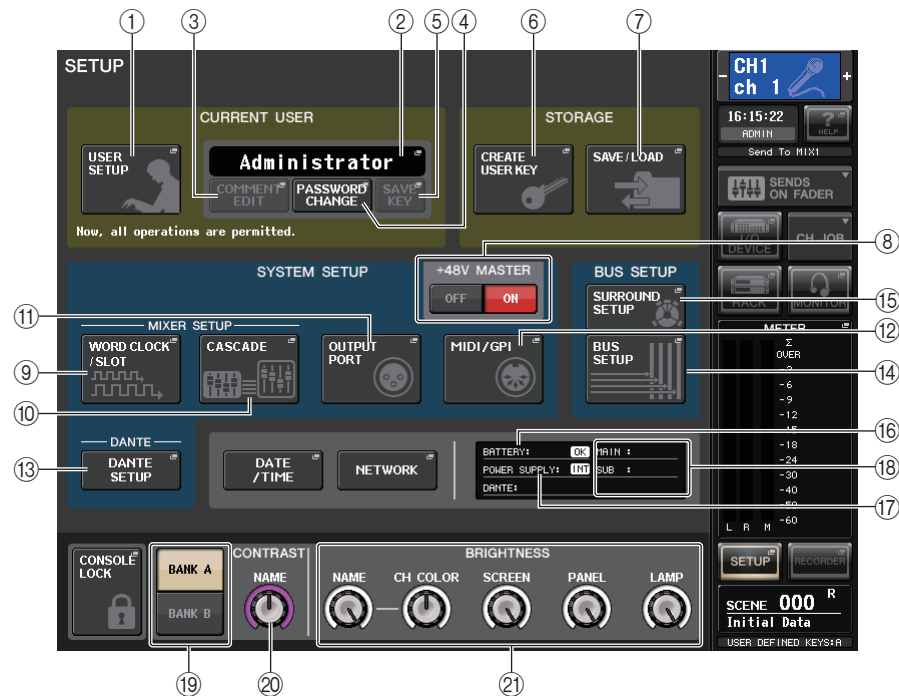 ① ③ ② ④ ⑤ ⑥ ⑦
SETUP
CH1
ch 1
- +
16:15:22
ADMIN
?
HELP
Send To MIX1
CURRENT USER
STORAGE
USER SETUP
Administrator
COMMENT EDIT
PASSWORD CHANGE
SAVE KEY
CREATE USER KEY
SAVE/LOAD
Now, all operations are permitted.
SENDS ON FADER
I/O DEVICE
CH JOB
RACK
MONITOR
⑧
SYSTEM SETUP
+48V MASTER
OFF
ON
BUS SETUP
SURROUND SETUP
⑮
⑪
⑫
MIXER SETUP
WORD CLOCK /SLOT
CASCADE
OUTPUT PORT
MIDI/GPI
BUS SETUP
⑨
⑩
⑭
METER
Σ
OVER
-3
-6
-9
-12
-15
-18
-24
-30
-40
-50
-60
L R M
DANTE
DANTE SETUP
⑬
DATE /TIME
NETWORK
BATTERY: OK
MAIN :
POWER SUPPLY: INT
SUB :
DANTE:
⑯
⑱
⑰
CONSOLE LOCK
BANK A
BANK B
CONTRAST
NAME
BRIGHTNESS
NAME
CH COLOR
SCREEN
PANEL
LAMP
SETUP
RECORDER
SCENE 000 R
Initial Data
USER DEFINED KEYS:A
⑲ ⑳ ㉑